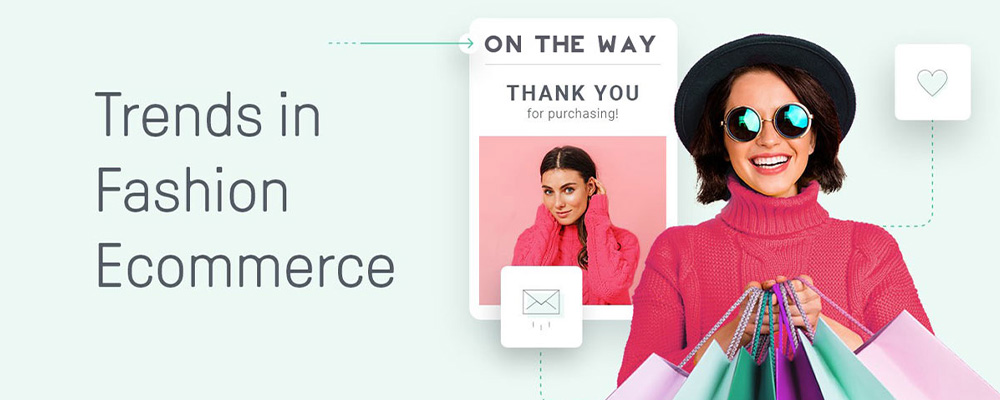 Trends in
Fashion
Ecommerce
ON THE WAY
THANK YOU
for purchasing!